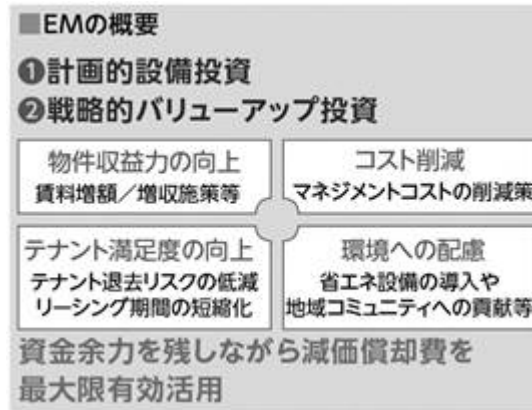 ■EMの概要
❶計画的設備投資
❷戦略的バリューアップ投資
物件収益力の向上
賃料増額／増収施策等
コスト削減
マネジメントコストの削減策
テナント満足度の向上
テナント退去リスクの低減
リーシング期間の短縮化
環境への配慮
省エネ設備の導入や
地域コミュニティへの貢献等
資金余力を残しながら減価償却費を
最大限有効活用